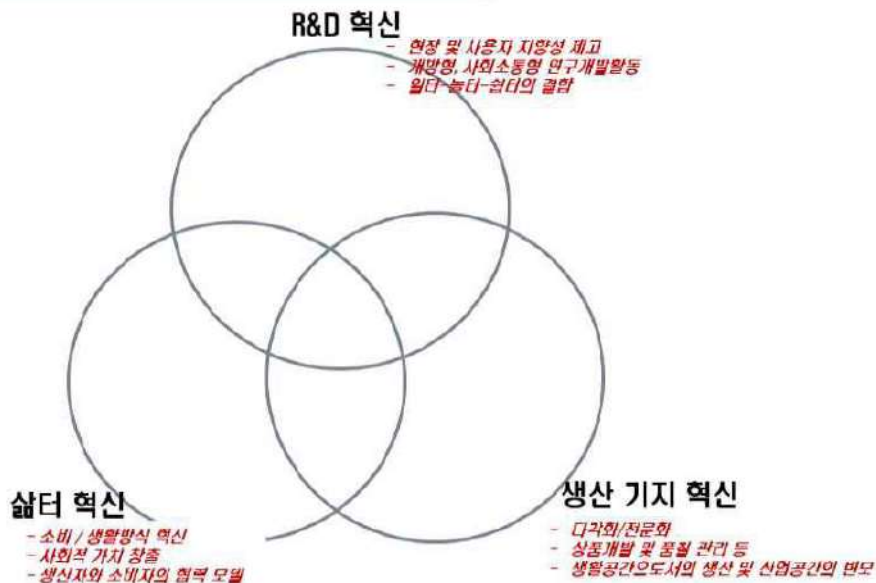 R&D 혁신
- 현장 및 사용자 지향성 제고
- 개방형, 사회소통형 연구개발활동
- 일터-놀터-쉼터의 결합
삶터 혁신
- 소비 / 생활방식 혁신
- 사회적 가치 창출
- 생산자와 소비자의 협력 모델
생산 기지 혁신
- 다각화/전문화
- 상품개발 및 품질 관리 등
- 생활공간으로서의 생산 및 산업공간의 변모